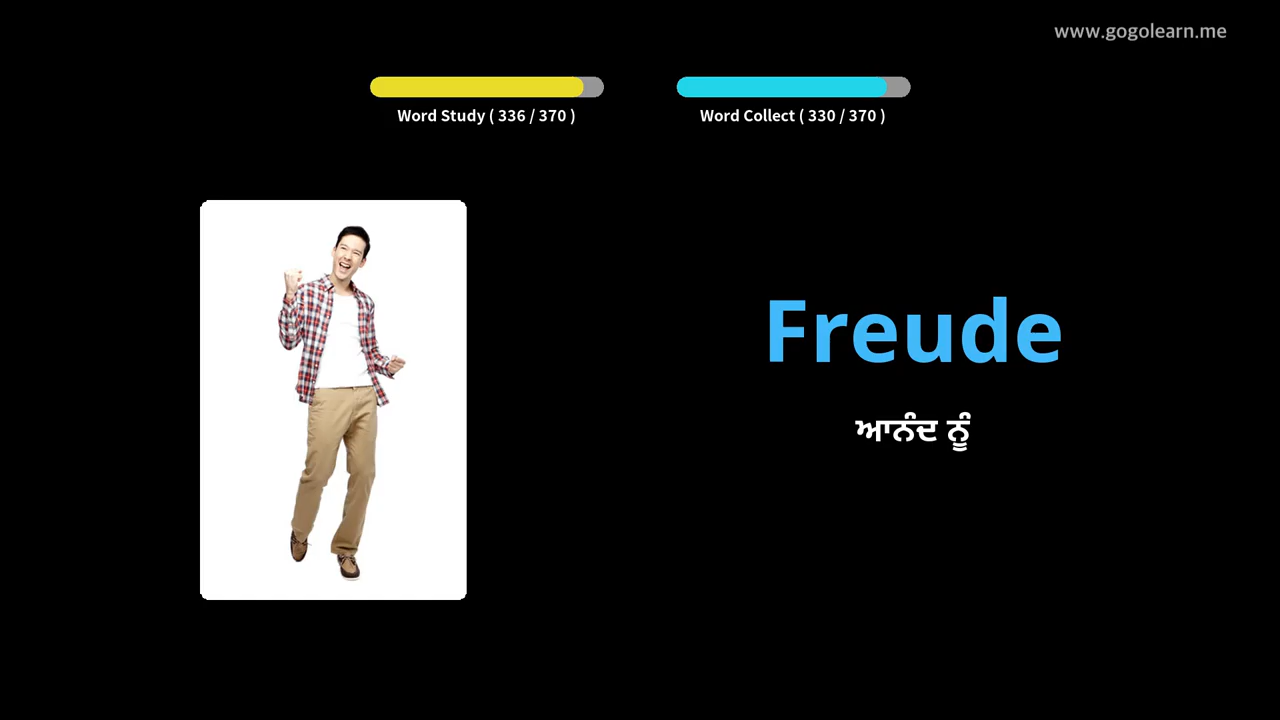 www.gogolearn.me
Word Study ( 336 / 370 )
Word Collect ( 330 / 370 )
Freude
ਆਨੰਦ ਨੂੰ